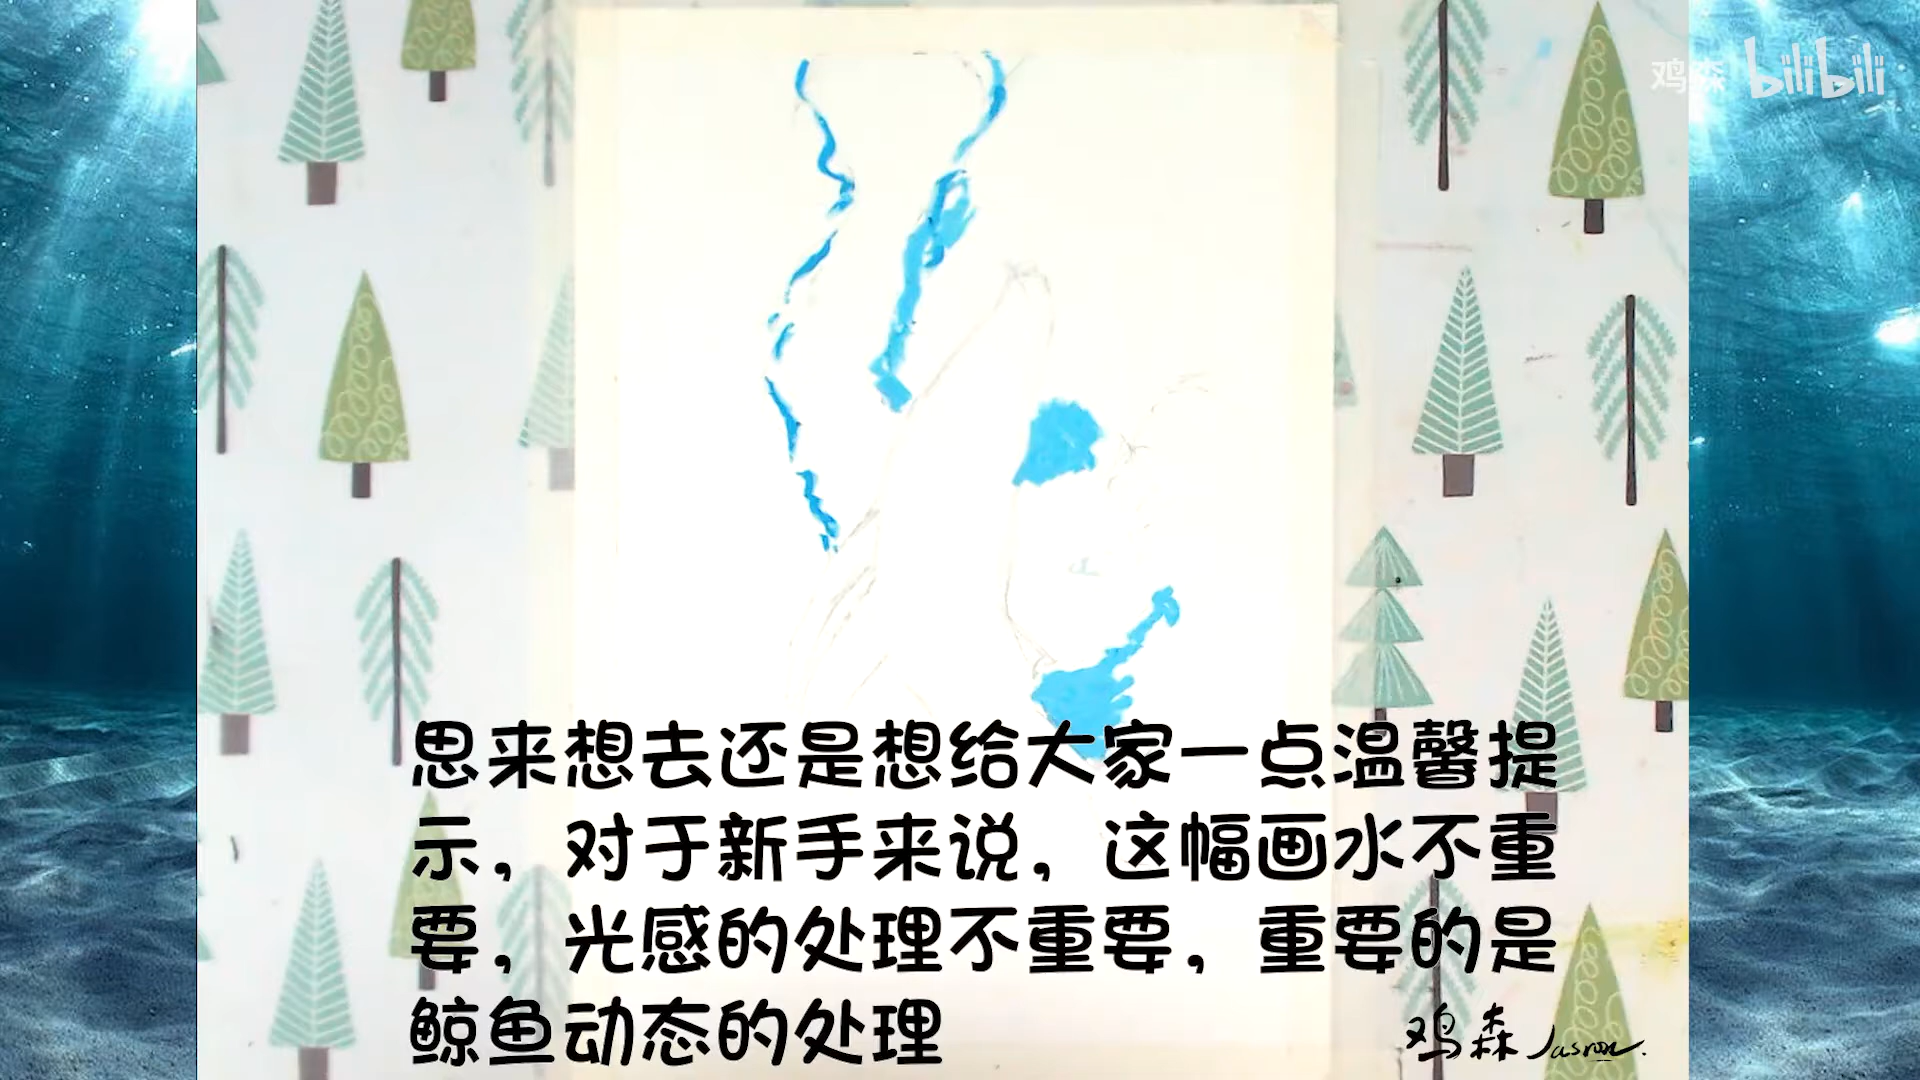 鸡森 bilibili
思来想去还是想给大家一点温馨提
示，对于新手来说，这幅画水不重
要，光感的处理不重要，重要的是
鲸鱼动态的处理
鸡森 Jasron.